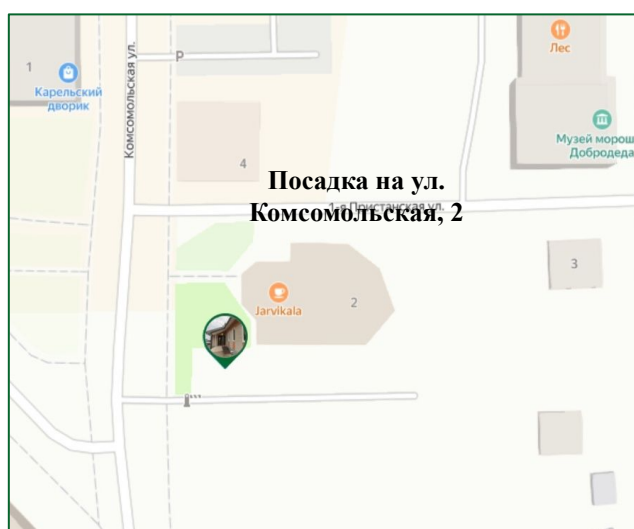 Комсомольская ул.
P
1
Карельский
дворик
Лес
Музей морош
Добродеда
4
Посадка на ул.
Комсомольская, 2
1-я Пристанская ул.
3
2
Jarvikala